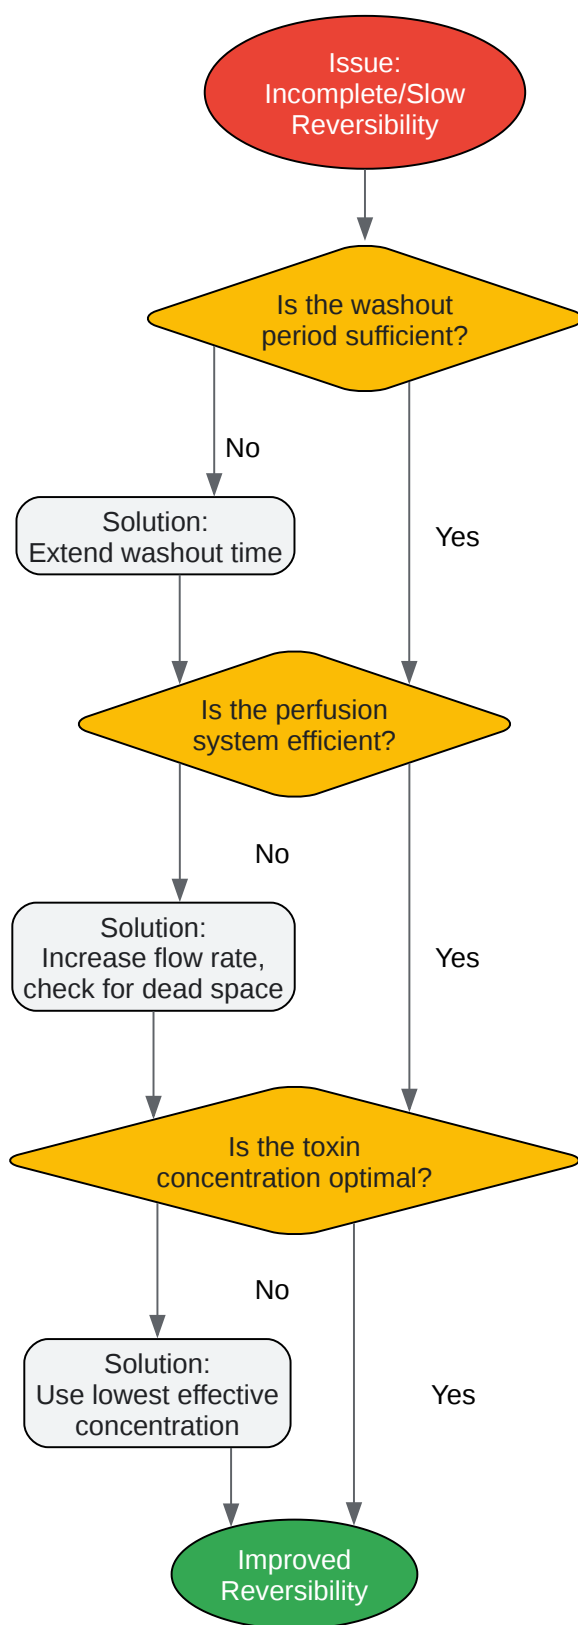 Issue:
Incomplete/Slow
Reversibility
Is the washout
period sufficient?
No
Solution:
Extend washout time
Yes
Is the perfusion
system efficient?
No
Solution:
Increase flow rate,
check for dead space
Yes
Is the toxin
concentration optimal?
No
Solution:
Use lowest effective
concentration
Yes
Improved
Reversibility